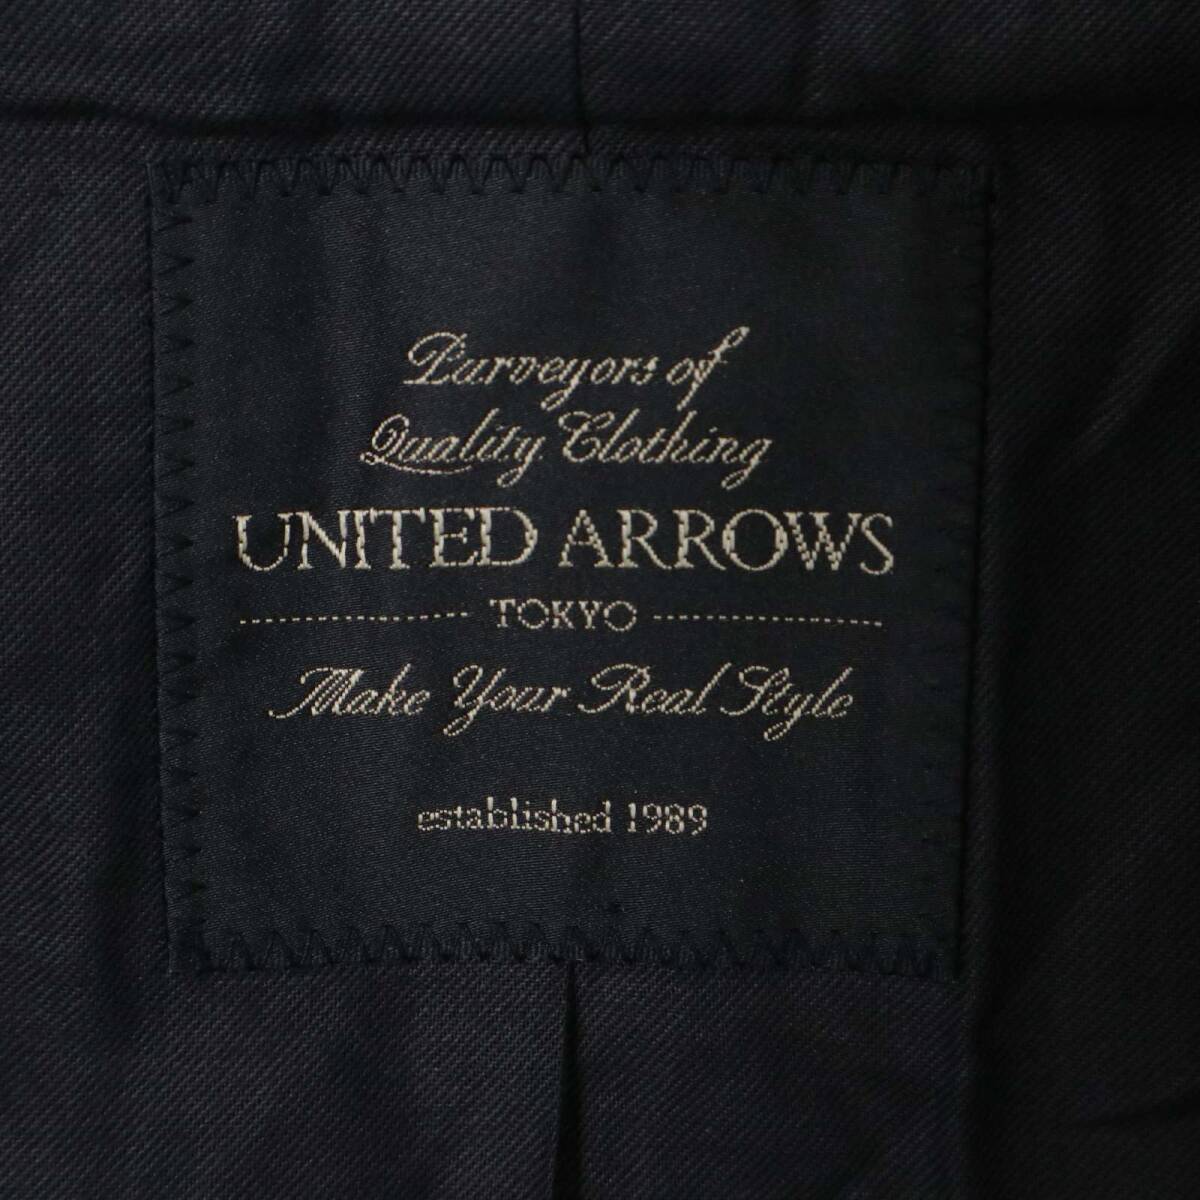 Purveyors of
Quality Clothing
UNITED ARROWS
TOKYO
Make Your Real Style
established 1989